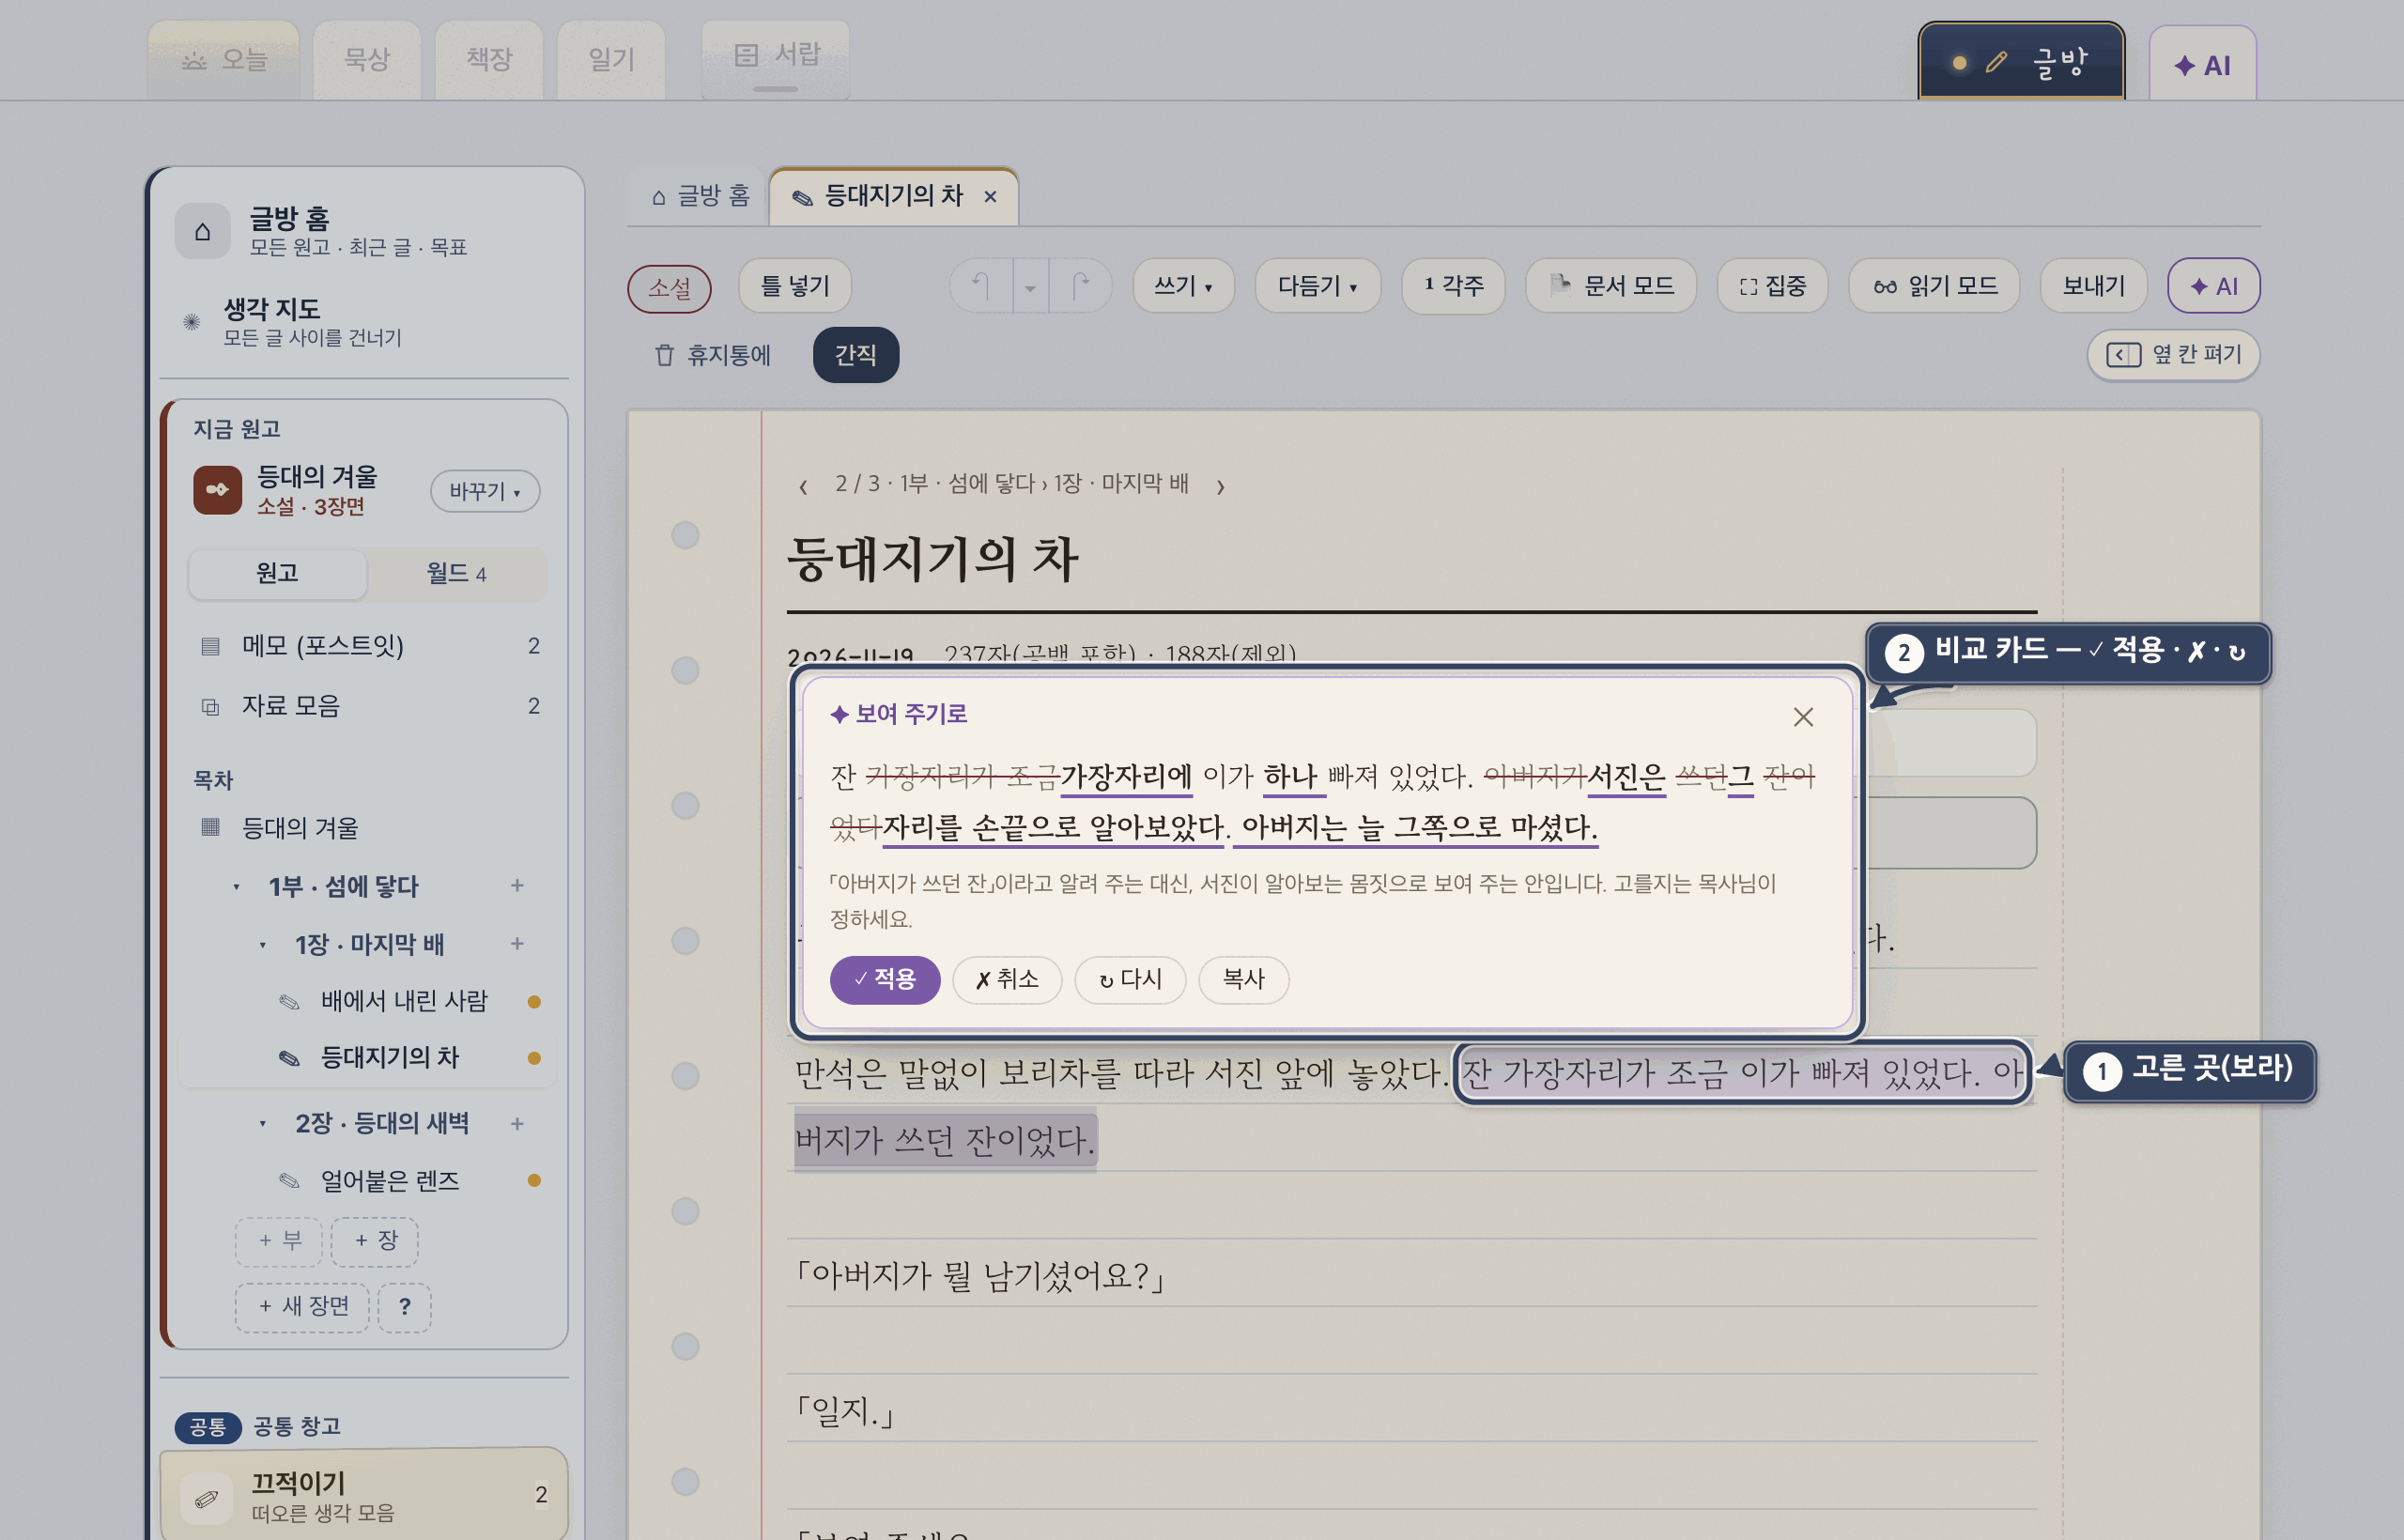 오늘 묵상 책장 일기 서랍 글방 ✦ AI
글방 홈
모든 원고 · 최근 글 · 목표
생각 지도
모든 글 사이를 건너기
지금 원고
등대의 겨울
소설 · 3장면
바꾸기 ▾
원고 월드 4
메모 (포스트잇) 2
자료 모음 2
목차
등대의 겨울
▾ 1부 · 섬에 닿다 +
▾ 1장 · 마지막 배 +
배에서 내린 사람
등대지기의 차
▾ 2장 · 등대의 새벽 +
얼어붙은 렌즈
+ 부 + 장
+ 새 장면 ?
공통 공통 창고
끄적이기 2
떠오른 생각 모음
글방 홈 등대지기의 차 ×
소설 틀 넣기 쓰기 ▾ 다듬기 ▾ 1 각주 문서 모드 집중 읽기 모드 보내기 ✦ AI
휴지통에 간직 옆 칸 펴기
‹ 2 / 3 · 1부 · 섬에 닿다 › 1장 · 마지막 배 ›
등대지기의 차
2026-11-19 237자(공백 포함) · 188자(제외)
2 비교 카드 — ✓ 적용 · ✗ · ↻
✦ 보여 주기로 ×
잔 가장자리가 조금가장자리에 이가 하나 빠져 있었다. 아버지가서진은 쓰던그 잔이
었다자리를 손끝으로 알아보았다. 아버지는 늘 그쪽으로 마셨다.
「아버지가 쓰던 잔」이라고 알려 주는 대신, 서진이 알아보는 몸짓으로 보여 주는 안입니다. 고를지는 목사님이
정하세요.
✓ 적용 ✗ 취소 ↻ 다시 복사
다.
만석은 말없이 보리차를 따라 서진 앞에 놓았다. 잔 가장자리가 조금 이가 빠져 있었다. 아
버지가 쓰던 잔이었다.
1 고른 곳(보라)
「아버지가 뭘 남기셨어요?」
「일지.」